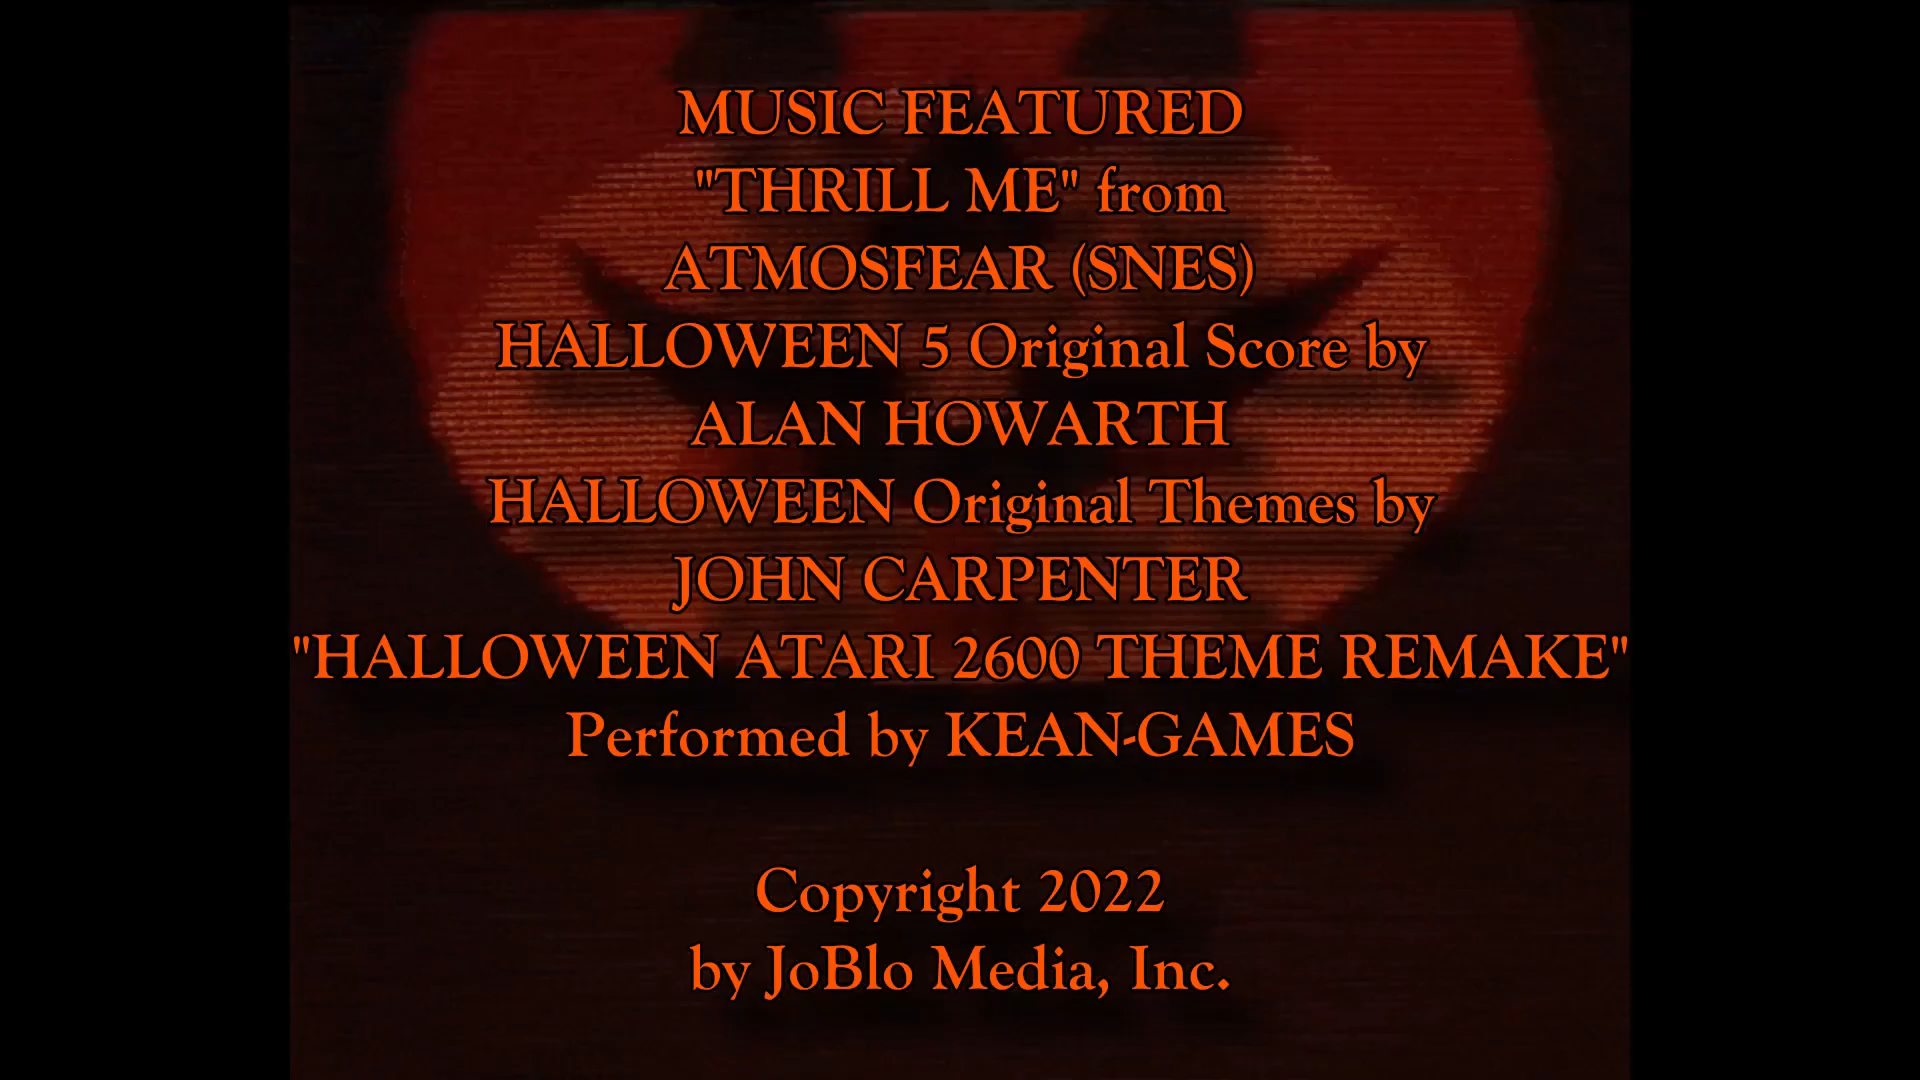 MUSIC FEATURED
"THRILL ME" from
ATMOSFEAR (SNES)
HALLOWEEN 5 Original Score by
ALAN HOWARTH
HALLOWEEN Original Themes by
JOHN CARPENTER
"HALLOWEEN ATARI 2600 THEME REMAKE"
Performed by KEAN-GAMES
Copyright 2022
by JoBlo Media, Inc.